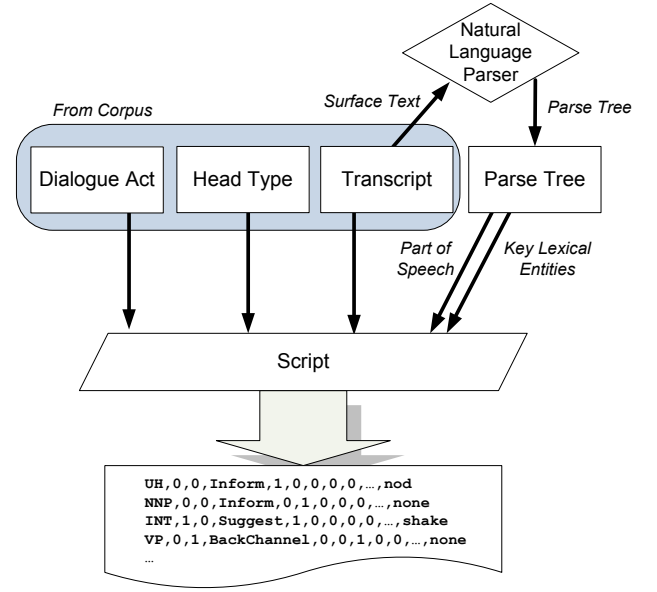 Natural
Language
Parser
From Corpus
Surface Text
Parse Tree
Dialogue Act
Head Type
Transcript
Parse Tree
Part of
Speech
Key Lexical
Entities
Script
UH,0,0,Inform,1,0,0,0,0,…,nod
NNP,0,0,Inform,0,1,0,0,0,…,none
INT,1,0,Suggest,1,0,0,0,0,…,shake
VP,0,1,BackChannel,0,0,1,0,0,…,none
…